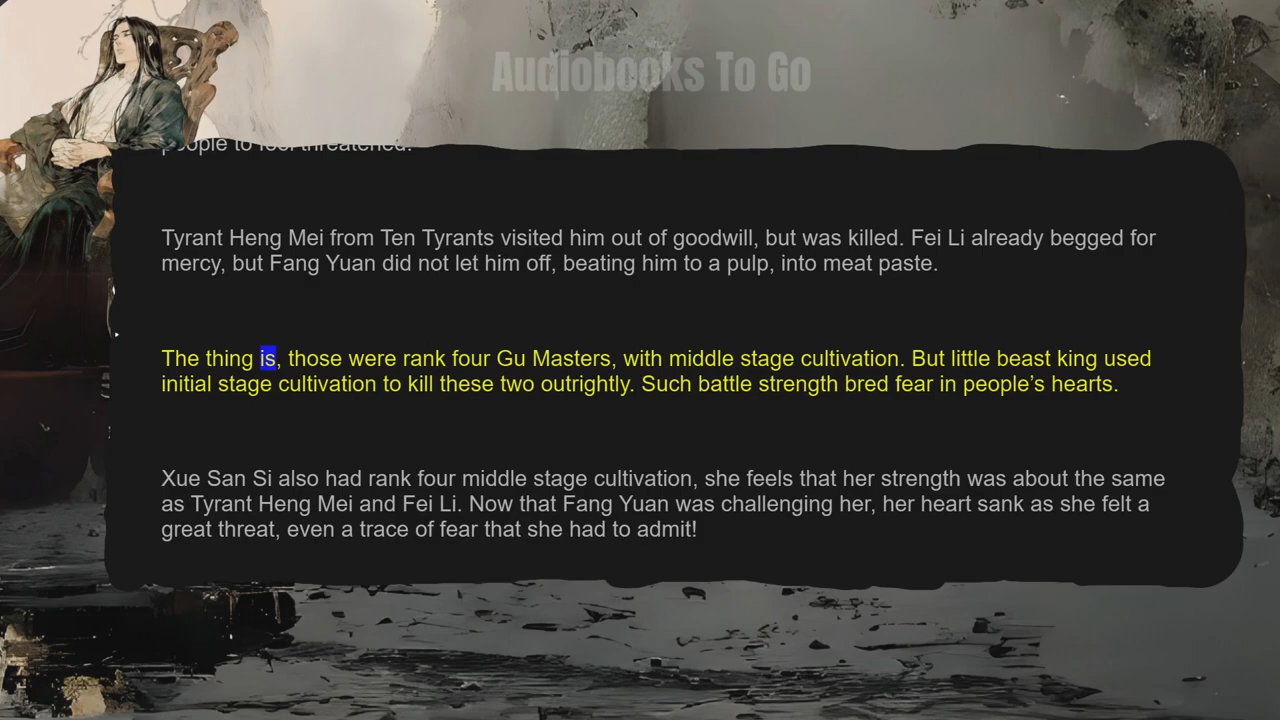 Audiobooks To Go
people to feel threatened.
Tyrant Heng Mei from Ten Tyrants visited him out of goodwill, but was killed. Fei Li already begged for
mercy, but Fang Yuan did not let him off, beating him to a pulp, into meat paste.
The thing is, those were rank four Gu Masters, with middle stage cultivation. But little beast king used
initial stage cultivation to kill these two outrightly. Such battle strength bred fear in people’s hearts.
Xue San Si also had rank four middle stage cultivation, she feels that her strength was about the same
as Tyrant Heng Mei and Fei Li. Now that Fang Yuan was challenging her, her heart sank as she felt a
great threat, even a trace of fear that she had to admit!